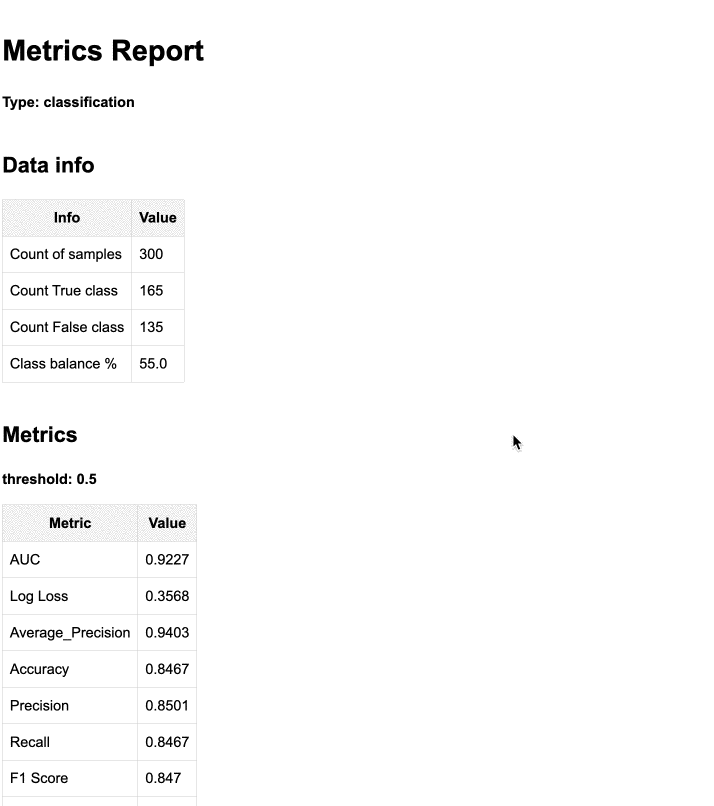 Metrics Report
Type: classification
Data info
Info Value
Count of samples 300
Count True class 165
Count False class 135
Class balance % 55.0
Metrics
threshold: 0.5
Metric Value
AUC 0.9227
Log Loss 0.3568
Average_Precision 0.9403
Accuracy 0.8467
Precision 0.8501
Recall 0.8467
F1 Score 0.847